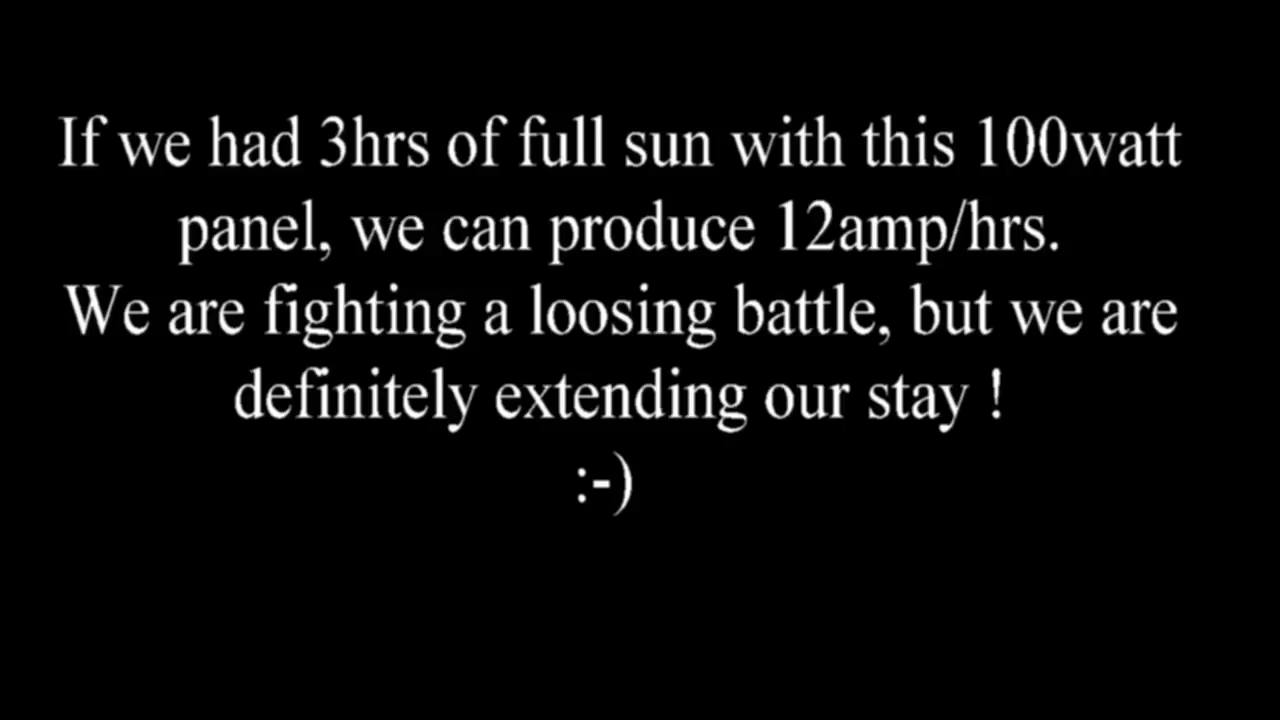 If we had 3hrs of full sun with this 100watt
panel, we can produce 12amp/hrs.
We are fighting a loosing battle, but we are
definitely extending our stay !
:-)